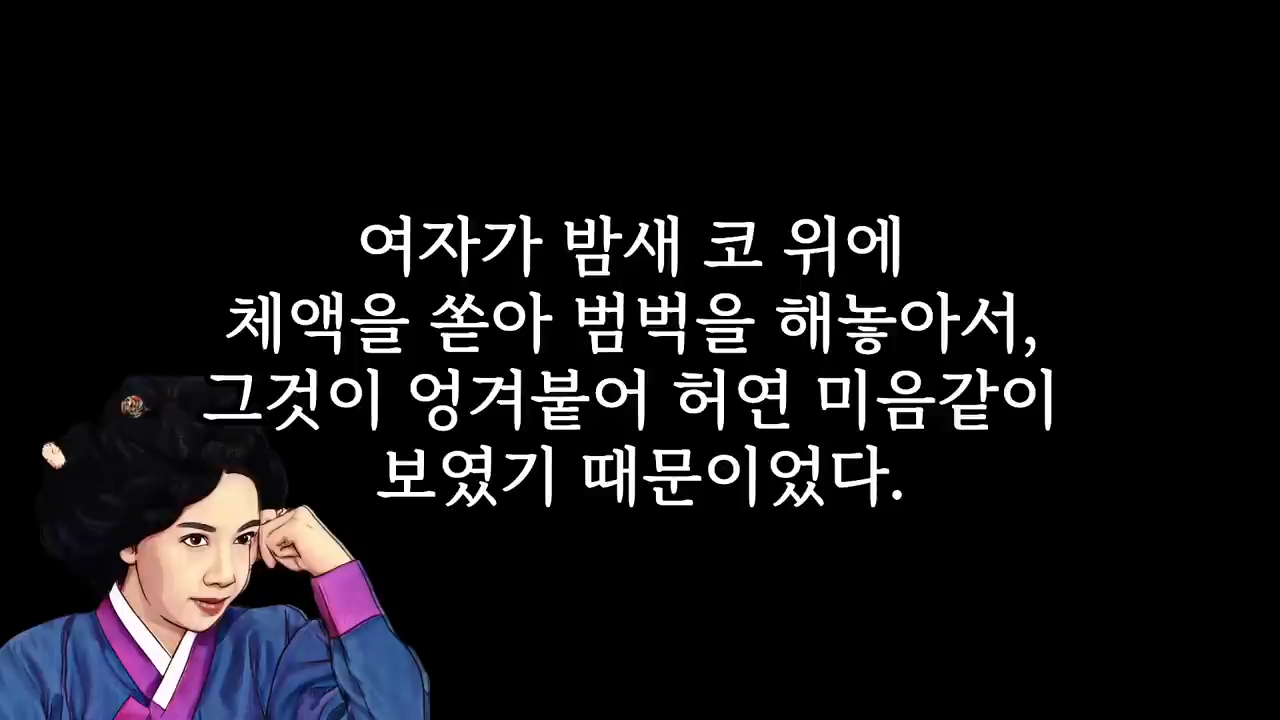 여자가 밤새 코 위에
체액을 쏟아 범벅을 해놓아서,
그것이 엉겨붙어 허연 미음같이
보였기 때문이었다.